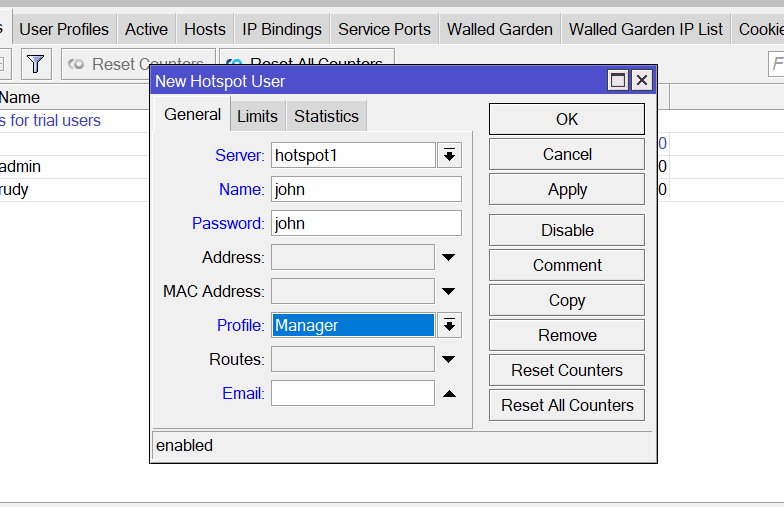 s User Profiles Active Hosts IP Bindings Service Ports Walled Garden Walled Garden IP List Cookie
Reset Counters Reset All Counters F
Name
s for trial users
0
admin 0
rudy 0
New Hotspot User
General Limits Statistics
Server: hotspot1
Name: john
Password: john
Address:
MAC Address:
Profile: Manager
Routes:
Email:
OK
Cancel
Apply
Disable
Comment
Copy
Remove
Reset Counters
Reset All Counters
enabled